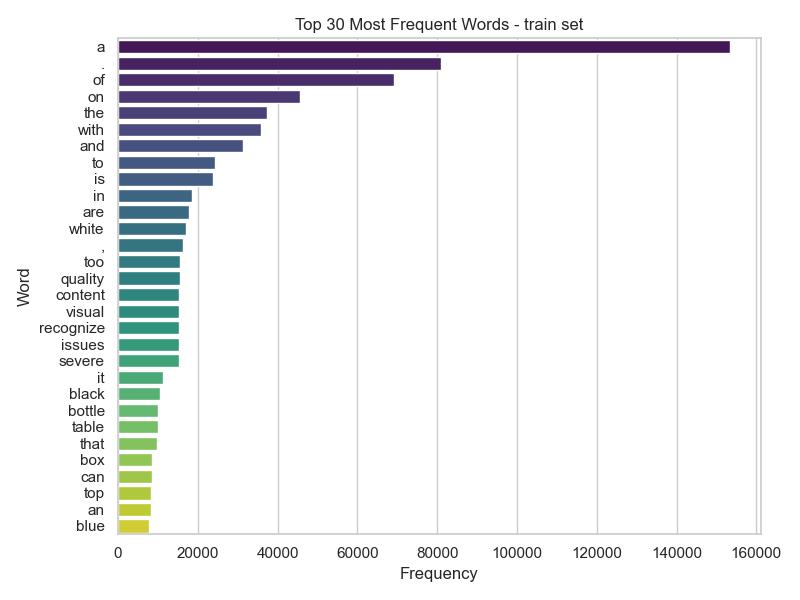 Top 30 Most Frequent Words - train set
a
.
of
on
the
with
and
to
is
in
are
white
,
too
quality
content
visual
recognize
issues
severe
it
black
bottle
table
that
box
can
top
an
blue
Word
0 20000 40000 60000 80000 100000 120000 140000 160000
Frequency